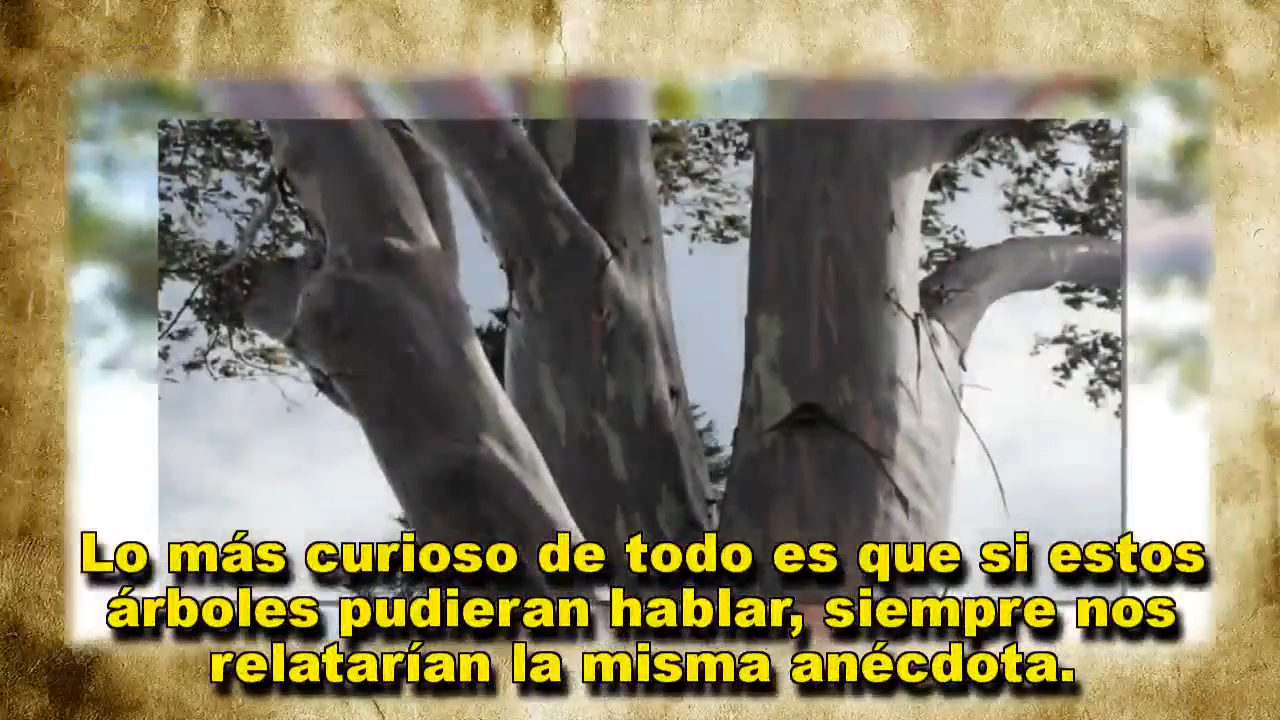 Lo más curioso de todo es que si estos
árboles pudieran hablar, siempre nos
relatarían la misma anécdota.